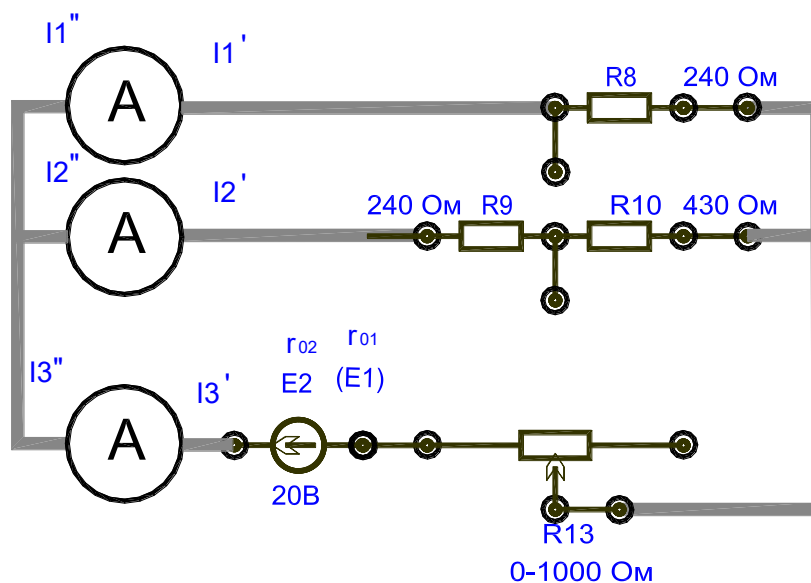 I1" I1'
A
R8 240 Ом
I2" I2'
A
240 Ом R9 R10 430 Ом
r02 r01
I3" I3' E2 (E1)
A
20В
R13
0-1000 Ом